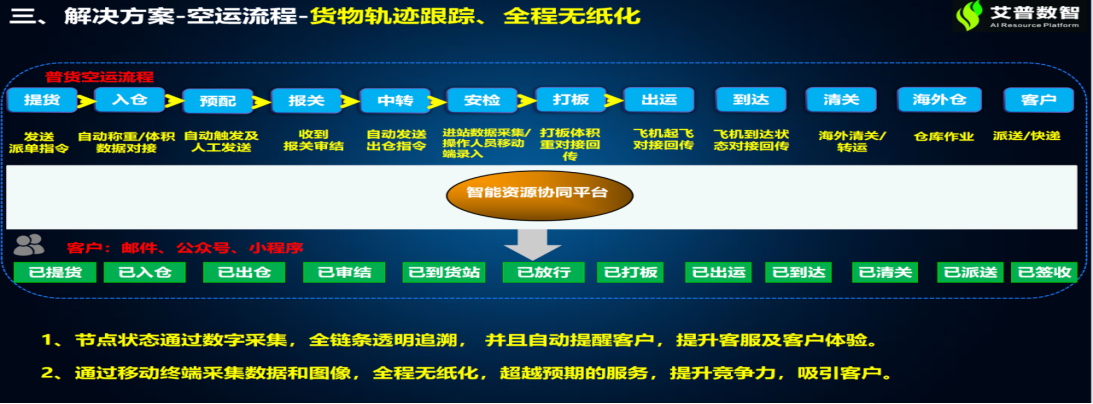 三、解决方案-空运流程-货物轨迹跟踪、全程无纸化
艾普数智
AI Resource Platform
普货空运流程
提货 入仓 预配 报关 中转 安检 打板 出运 到达 清关 海外仓 客户
发送
派单指令
自动称重/体积
数据对接
自动触发及
人工发送
收到
报关审结
自动发送
出仓指令
进站数据采集/
操作人员移动
端录入
打板体积
重对接回
传
飞机起飞
对接回传
飞机到达状
态对接回传
海外清关/
转运
仓库作业
派送/快递
智能资源协同平台
客户：邮件、公众号、小程序
已提货 已入仓 已出仓 已审结 已到货站 已放行 已打板 已出运 已到达 已清关 已派送 已签收
1、节点状态通过数字采集，全链条透明追溯， 并且自动提醒客户，提升客服及客户体验。
2、通过移动终端采集数据和图像，全程无纸化，超越预期的服务，提升竞争力，吸引客户。